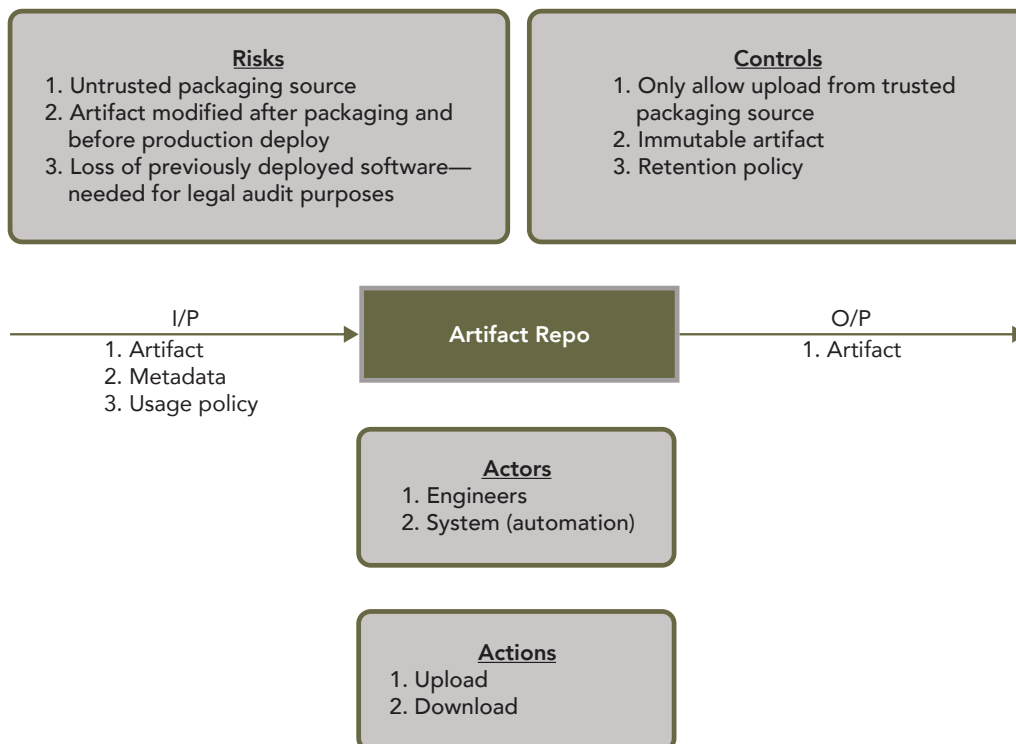 Risks
1. Untrusted packaging source
2. Artifact modified after packaging and
before production deploy
3. Loss of previously deployed software—
needed for legal audit purposes
Controls
1. Only allow upload from trusted
packaging source
2. Immutable artifact
3. Retention policy
I/P
1. Artifact
2. Metadata
3. Usage policy
Artifact Repo
O/P
1. Artifact
Actors
1. Engineers
2. System (automation)
Actions
1. Upload
2. Download